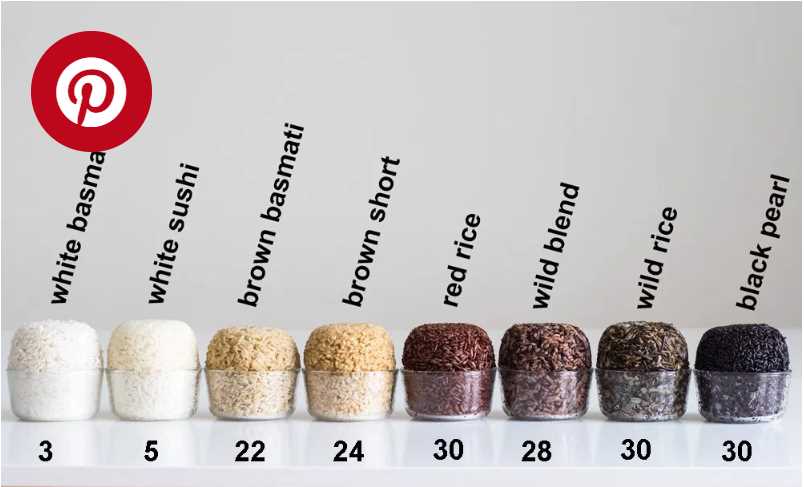 white basma
white sushi
brown basmati
brown short
red rice
wild blend
wild rice
black pearl
3
5
22
24
30
28
30
30